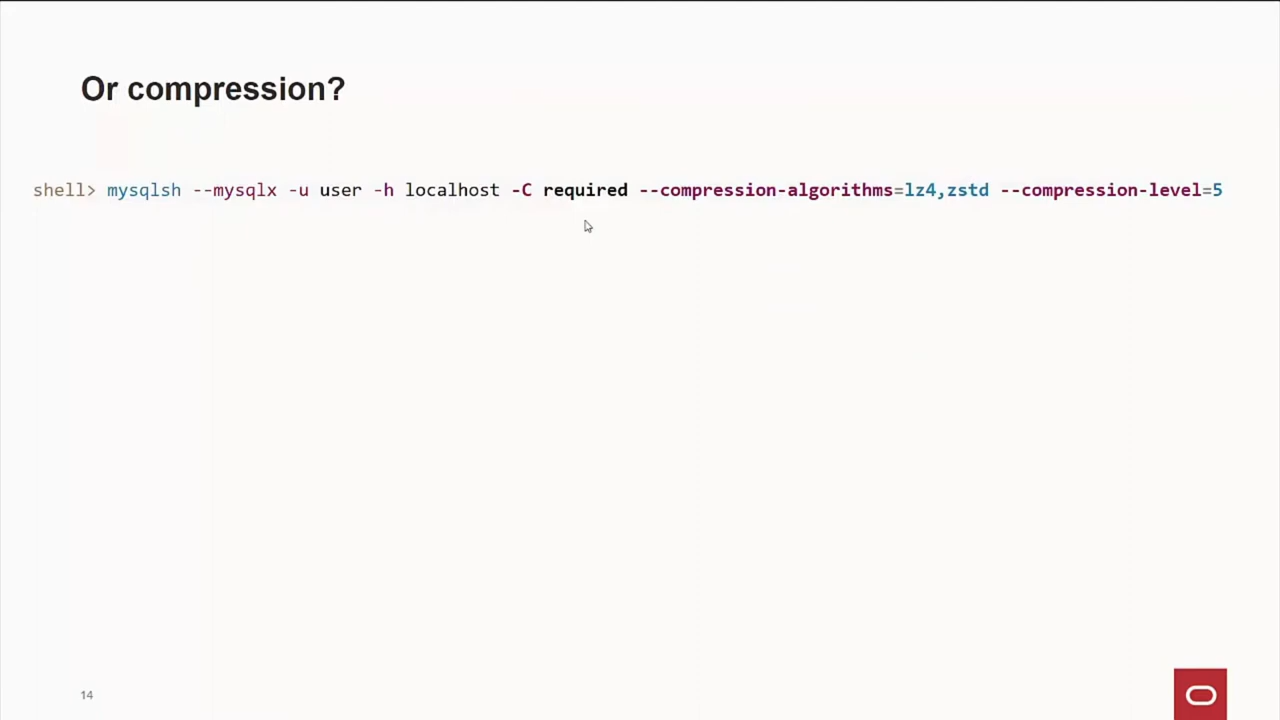 Or compression?
shell> mysqlsh --mysqlx -u user -h localhost -C required --compression-algorithms=lz4,zstd --compression-level=5
14